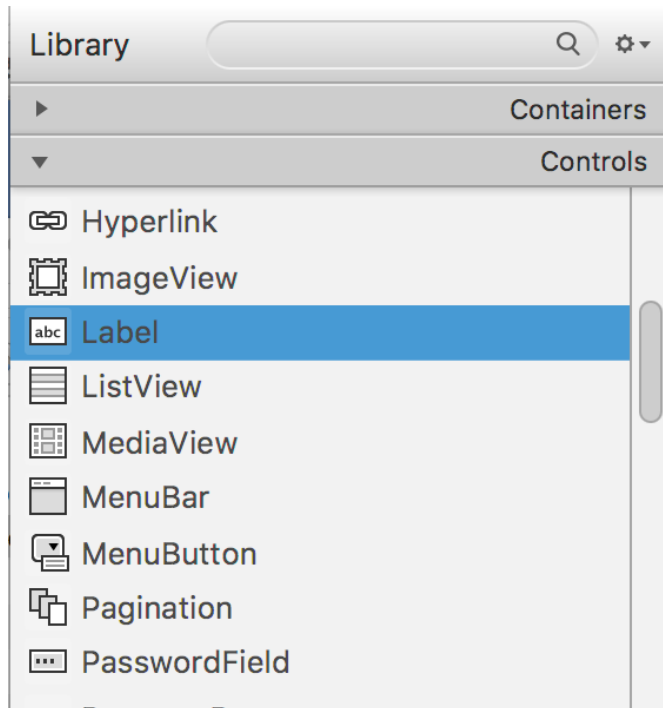 Library
Containers
Controls
Hyperlink
ImageView
abc Label
ListView
MediaView
MenuBar
MenuButton
Pagination
PasswordField